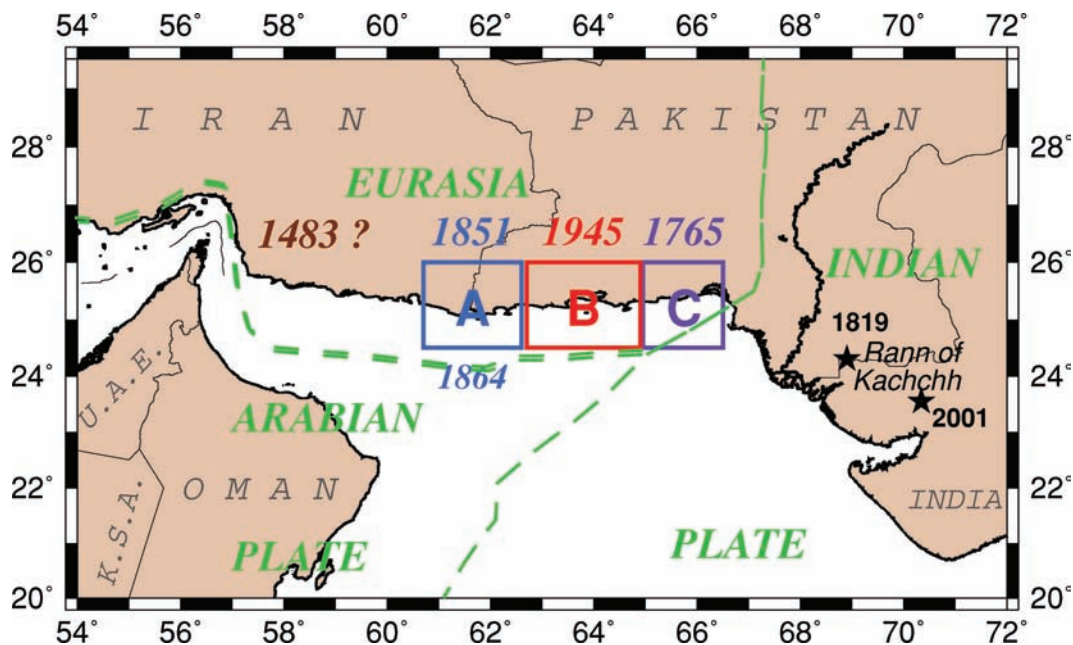 54° 56° 58° 60° 62° 64° 66° 68° 70° 72°
28° 28°
26° 26°
24° 24°
22° 22°
20° 20°
I R A N
P A K I S T A N
EURASIA
1483 ?
1851
1945
1765
INDIAN
A
B
C
1819
Rann of
Kachchh
1864
2001
U.A.E.
ARABIAN
O M A N
K.S.A.
INDIA
PLATE
PLATE
54° 56° 58° 60° 62° 64° 66° 68° 70° 72°